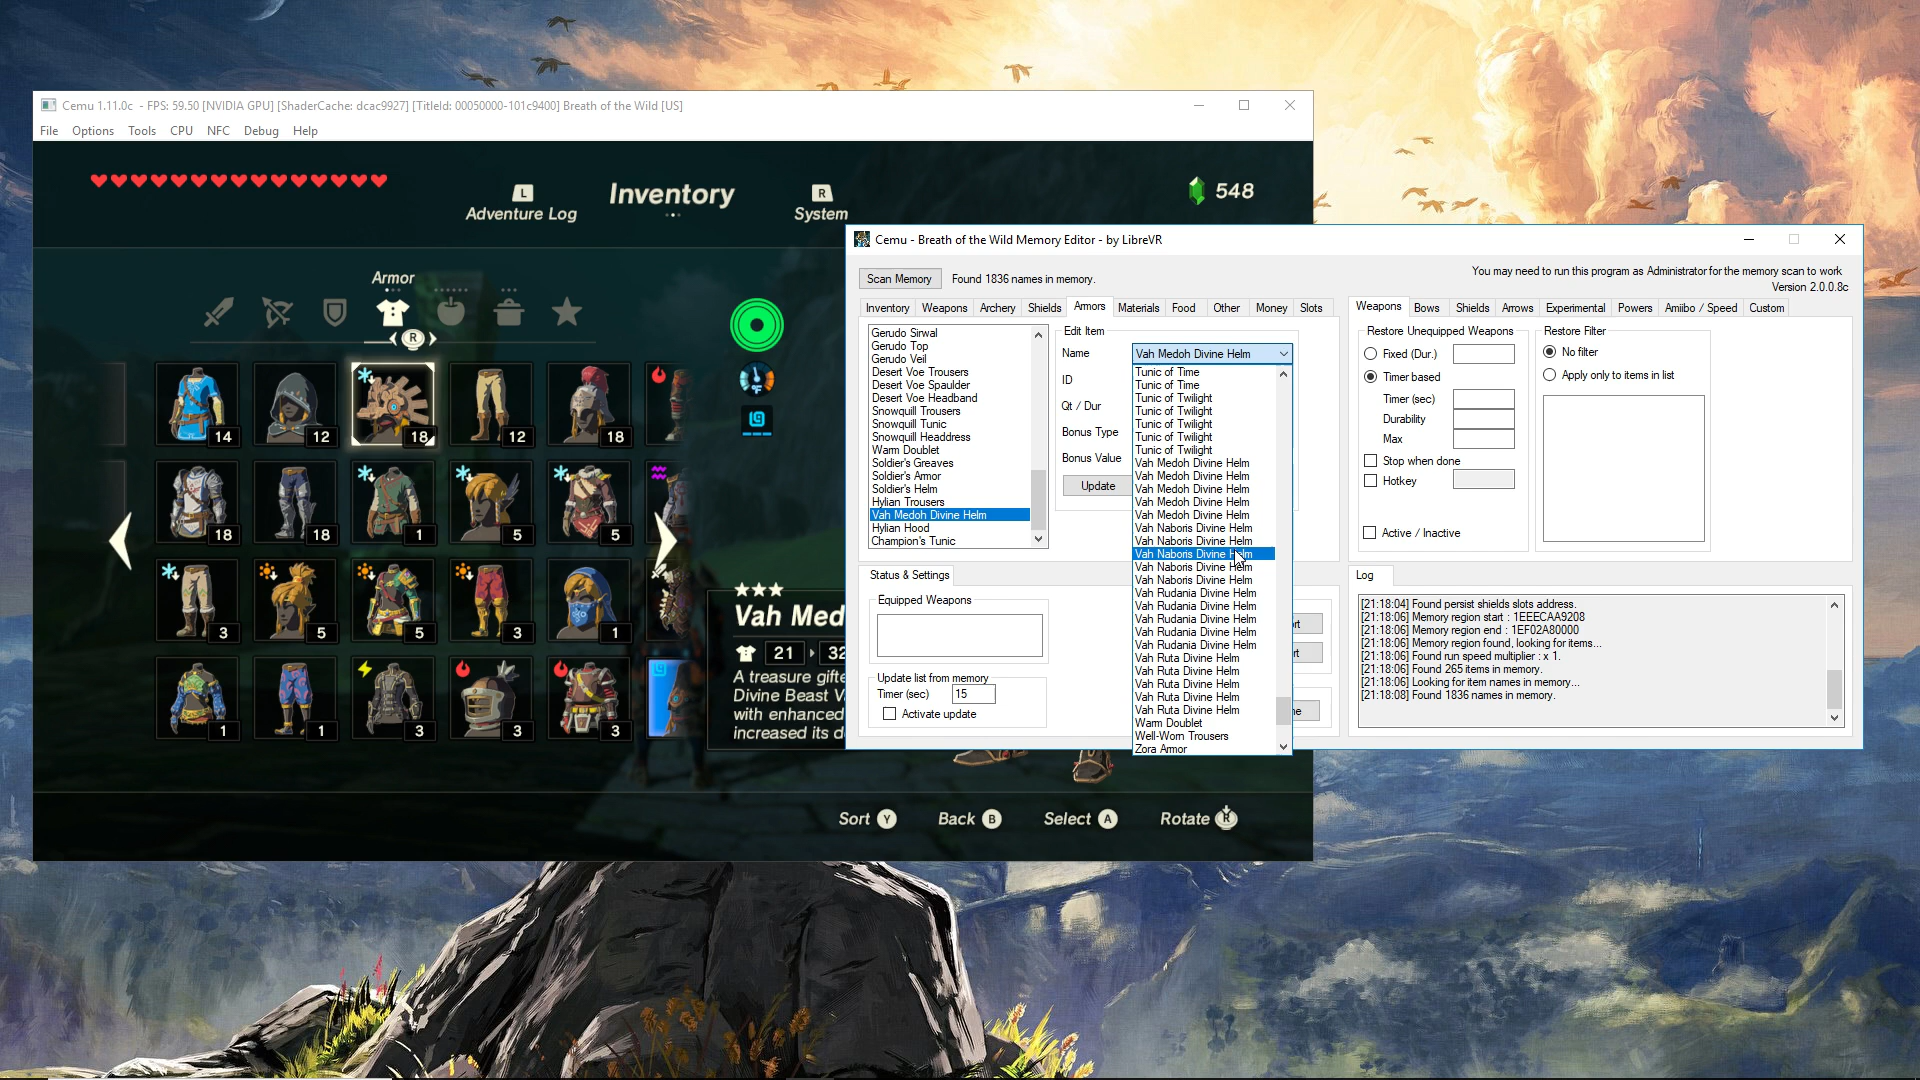 Cemu 1.11.0c - FPS: 59.50 [NVIDIA GPU] [ShaderCache: dcac9927] [TitleId: 00050000-101c9400] Breath of the Wild [US]
File Options Tools CPU NFC Debug Help
L
Adventure Log
Inventory
R
System
548
Armor
R
14
12
18
12
18
18
18
1
5
5
3
5
5
3
1
1
1
3
3
3
Vah Med
21
32
A treasure gifte
Divine Beast V
with enhanced
increased its d
Sort Y
Back B
Select A
Rotate R
Cemu - Breath of the Wild Memory Editor - by LibreVR
Scan Memory
Found 1836 names in memory.
You may need to run this program as Administrator for the memory scan to work
Version 2.0.0.8c
Inventory Weapons Archery Shields Armors Materials Food Other Money Slots
Gerudo Sirwal
Gerudo Top
Gerudo Veil
Desert Voe Trousers
Desert Voe Spaulder
Desert Voe Headband
Snowquill Trousers
Snowquill Tunic
Snowquill Headdress
Warm Doublet
Soldier's Greaves
Soldier's Armor
Soldier's Helm
Hylian Trousers
Vah Medoh Divine Helm
Hylian Hood
Champion's Tunic
Edit Item
Name
Vah Medoh Divine Helm
ID
Qt / Dur
Bonus Type
Bonus Value
Update
Tunic of Time
Tunic of Time
Tunic of Twilight
Tunic of Twilight
Tunic of Twilight
Tunic of Twilight
Tunic of Twilight
Vah Medoh Divine Helm
Vah Medoh Divine Helm
Vah Medoh Divine Helm
Vah Medoh Divine Helm
Vah Medoh Divine Helm
Vah Naboris Divine Helm
Vah Naboris Divine Helm
Vah Naboris Divine Helm
Vah Naboris Divine Helm
Vah Naboris Divine Helm
Vah Rudania Divine Helm
Vah Rudania Divine Helm
Vah Rudania Divine Helm
Vah Rudania Divine Helm
Vah Rudania Divine Helm
Vah Ruta Divine Helm
Vah Ruta Divine Helm
Vah Ruta Divine Helm
Vah Ruta Divine Helm
Vah Ruta Divine Helm
Warm Doublet
Well-Worn Trousers
Zora Armor
Status & Settings
Equipped Weapons
Update list from memory
Timer (sec)
15
Activate update
rt
rt
ne
Weapons Bows Shields Arrows Experimental Powers Amiibo / Speed Custom
Restore Unequipped Weapons
Fixed (Dur.)
Timer based
Timer (sec)
Durability
Max
Stop when done
Hotkey
Active / Inactive
Restore Filter
No filter
Apply only to items in list
Log
[21:18:04] Found persist shields slots address.
[21:18:06] Memory region start : 1EEECAA9208
[21:18:06] Memory region end : 1EF02A80000
[21:18:06] Memory region found, looking for items...
[21:18:06] Found run speed multiplier : x 1.
[21:18:06] Found 265 items in memory.
[21:18:06] Looking for item names in memory...
[21:18:08] Found 1836 names in memory.